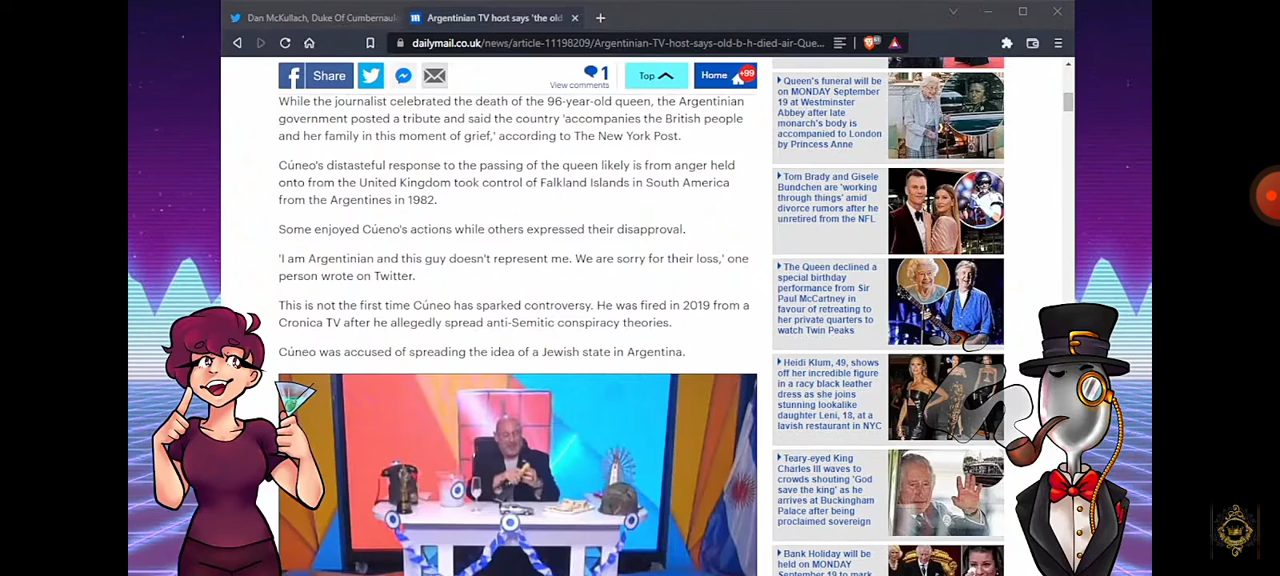 Dan McKullach, Duke Of Cumbernaul
Argentinian TV host says 'the old
dailymail.co.uk/news/article-11198209/Argentinian-TV-host-says-old-b-h-died-air-Que...
Share
1
View comments
Top
Home
+99
While the journalist celebrated the death of the 96-year-old queen, the Argentinian
government posted a tribute and said the country 'accompanies the British people
and her family in this moment of grief,' according to The New York Post.
Cúneo's distasteful response to the passing of the queen likely is from anger held
onto from the United Kingdom took control of Falkland Islands in South America
from the Argentines in 1982.
Some enjoyed Cúeno's actions while others expressed their disapproval.
'I am Argentinian and this guy doesn't represent me. We are sorry for their loss,' one
person wrote on Twitter.
This is not the first time Cúneo has sparked controversy. He was fired in 2019 from a
Cronica TV after he allegedly spread anti-Semitic conspiracy theories.
Cúneo was accused of spreading the idea of a Jewish state in Argentina.
Queen's funeral will be
on MONDAY September
19 at Westminster
Abbey after late
monarch's body is
accompanied to London
by Princess Anne
Tom Brady and Gisele
Bundchen are 'working
through things' amid
divorce rumors after he
unretired from the NFL
The Queen declined a
special birthday
performance from Sir
Paul McCartney in
favour of retreating to
her private quarters to
watch Twin Peaks
Heidi Klum, 49, shows
off her incredible figure
in a racy black leather
dress as she joins
stunning lookalike
daughter Leni, 18, at a
lavish restaurant in NYC
Teary-eyed King
Charles III waves to
crowds shouting 'God
save the king' as he
arrives at Buckingham
Palace after being
proclaimed sovereign
Bank Holiday will be
held on MONDAY
September 19 to mark